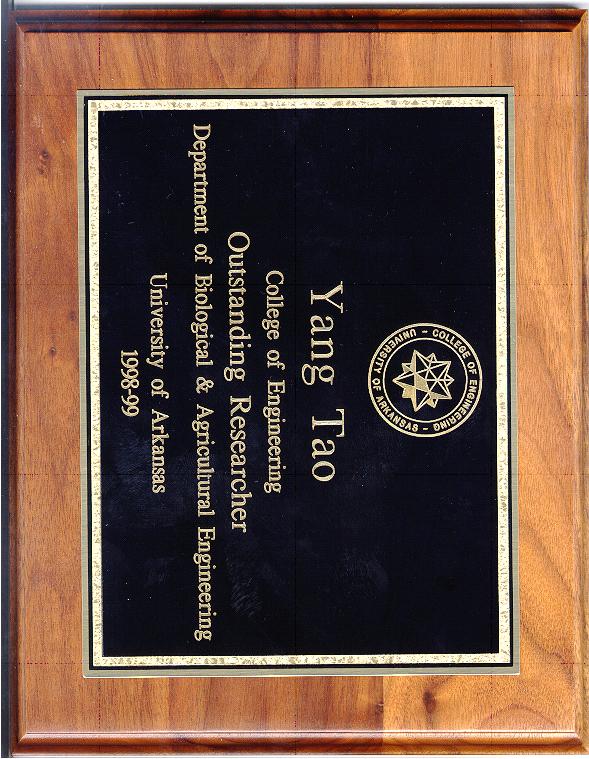 COLLEGE OF ENGINEERING - UNIVERSITY OF ARKANSAS -
Yang Tao
College of Engineering
Outstanding Researcher
Department of Biological & Agricultural Engineering
University of Arkansas
1998-99